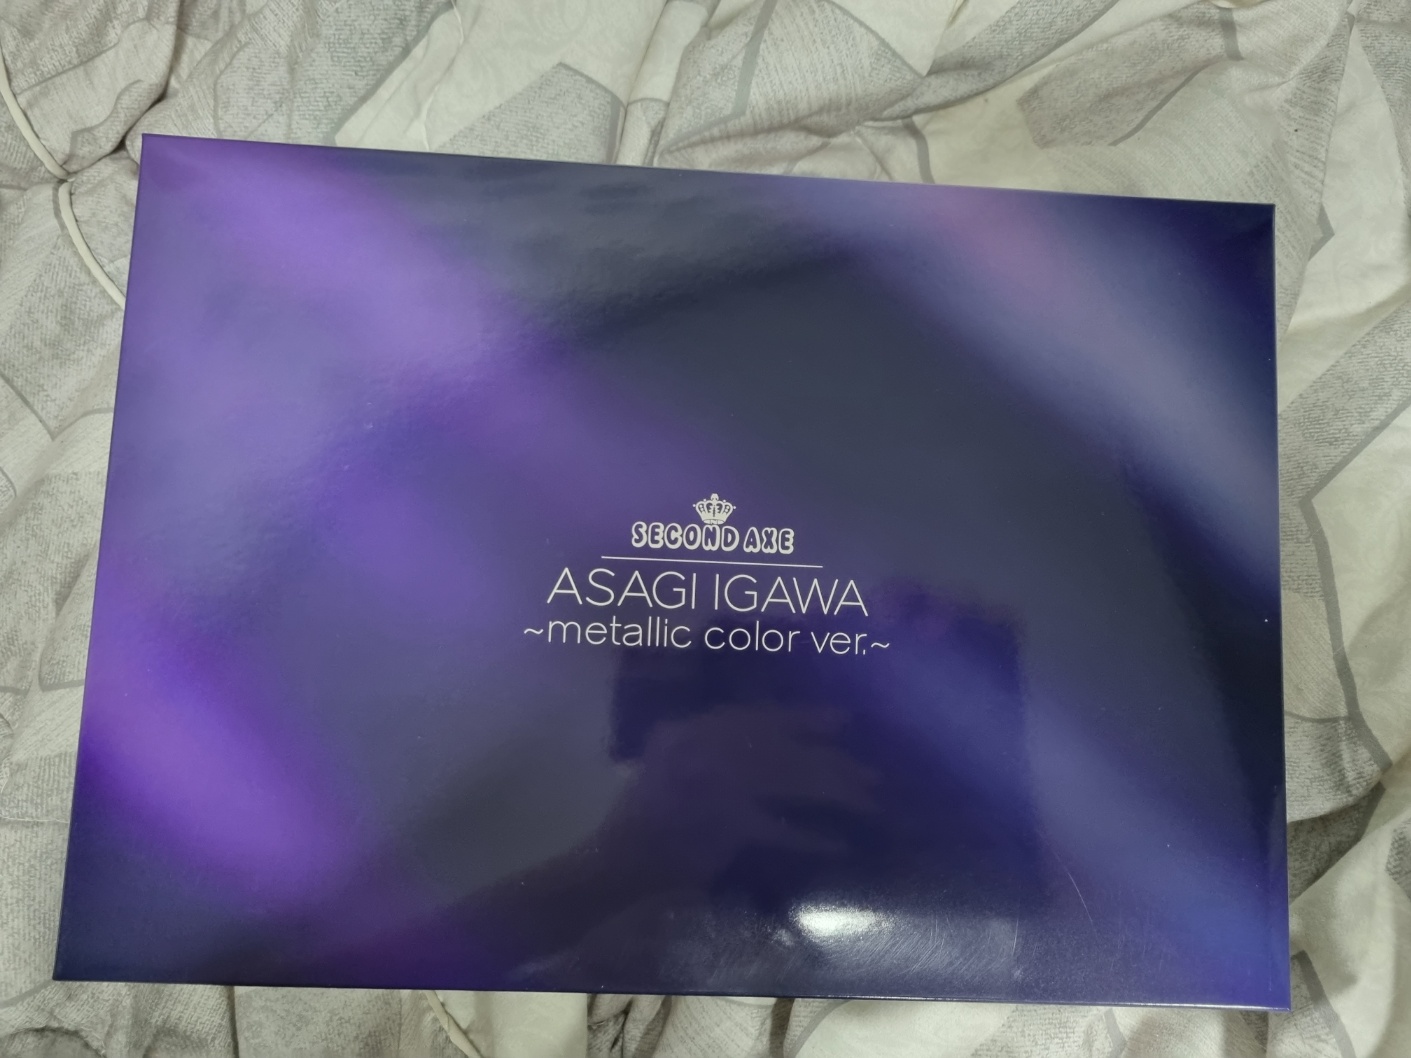 SECOND AXE
ASAGI IGAWA
~metallic color ver.~